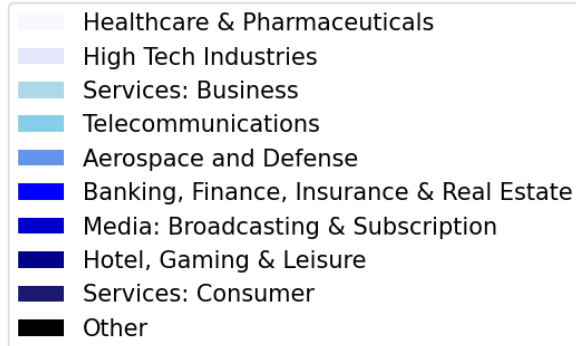 Healthcare & Pharmaceuticals
High Tech Industries
Services: Business
Telecommunications
Aerospace and Defense
Banking, Finance, Insurance & Real Estate
Media: Broadcasting & Subscription
Hotel, Gaming & Leisure
Services: Consumer
Other